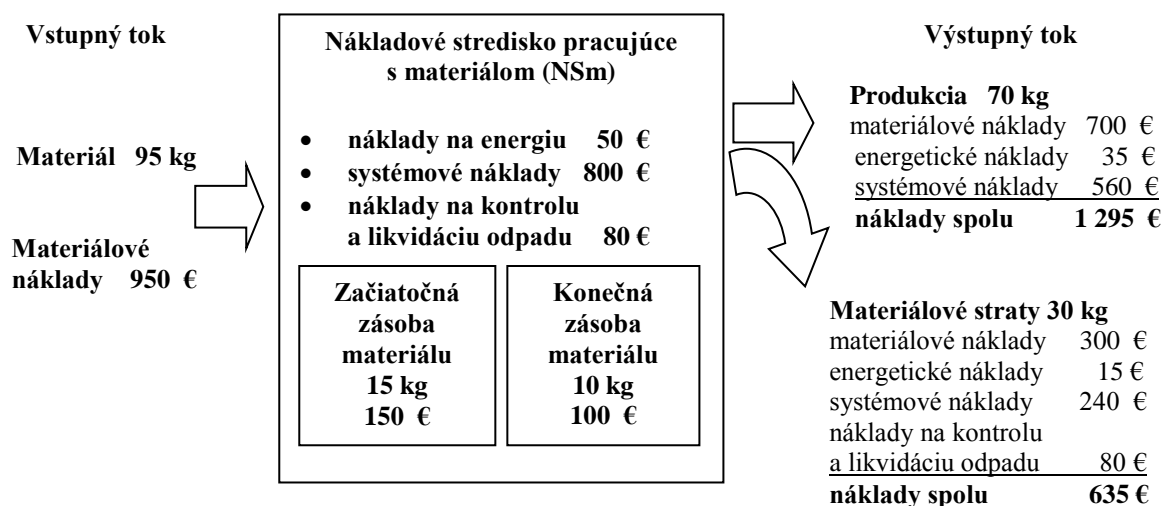 Vstupný tok
Materiál 95 kg
Materiálové
náklady 950 €
Nákladové stredisko pracujúce
s materiálom (NSm)
• náklady na energiu 50 €
• systémové náklady 800 €
• náklady na kontrolu
a likvidáciu odpadu 80 €
Začiatočná
zásoba
materiálu
15 kg
150 €
Konečná
zásoba
materiálu
10 kg
100 €
Výstupný tok
Produkcia 70 kg
materiálové náklady 700 €
energetické náklady 35 €
systémové náklady 560 €
náklady spolu 1 295 €
Materiálové straty 30 kg
materiálové náklady 300 €
energetické náklady 15 €
systémové náklady 240 €
náklady na kontrolu
a likvidáciu odpadu 80 €
náklady spolu 635 €